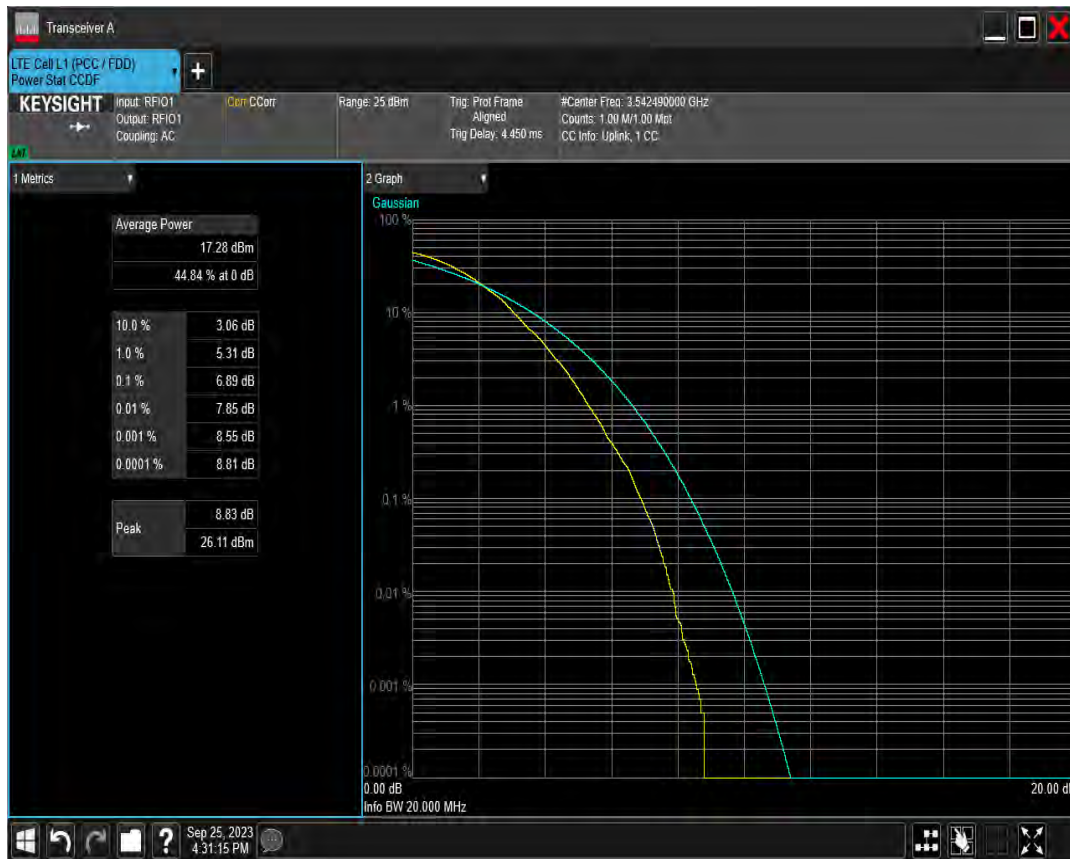 Transceiver A
LTE Cell L1 (PCC / FDD)
Power Stat CCDF
KEYSIGHT
Input: RFIO1
Output: RFIO1
Coupling: AC
Corr CCorr
Range: 25 dBm
Trig: Prot Frame
Aligned
Trig Delay: 4.450 ms
#Center Freq: 3.542490000 GHz
Counts: 1.00 M/1.00 Mpt
CC Info: Uplink, 1 CC
1 Metrics
Average Power
17.28 dBm
44.84 % at 0 dB
10.0 % 3.06 dB
1.0 % 5.31 dB
0.1 % 6.89 dB
0.01 % 7.85 dB
0.001 % 8.55 dB
0.0001 % 8.81 dB
Peak
8.83 dB
26.11 dBm
2 Graph
Gaussian
100 %
10 %
1 %
0.1 %
0.01 %
0.001 %
0.0001 %
0.00 dB
20.00 d
Info BW 20.000 MHz
Sep 25, 2023
4:31:15 PM